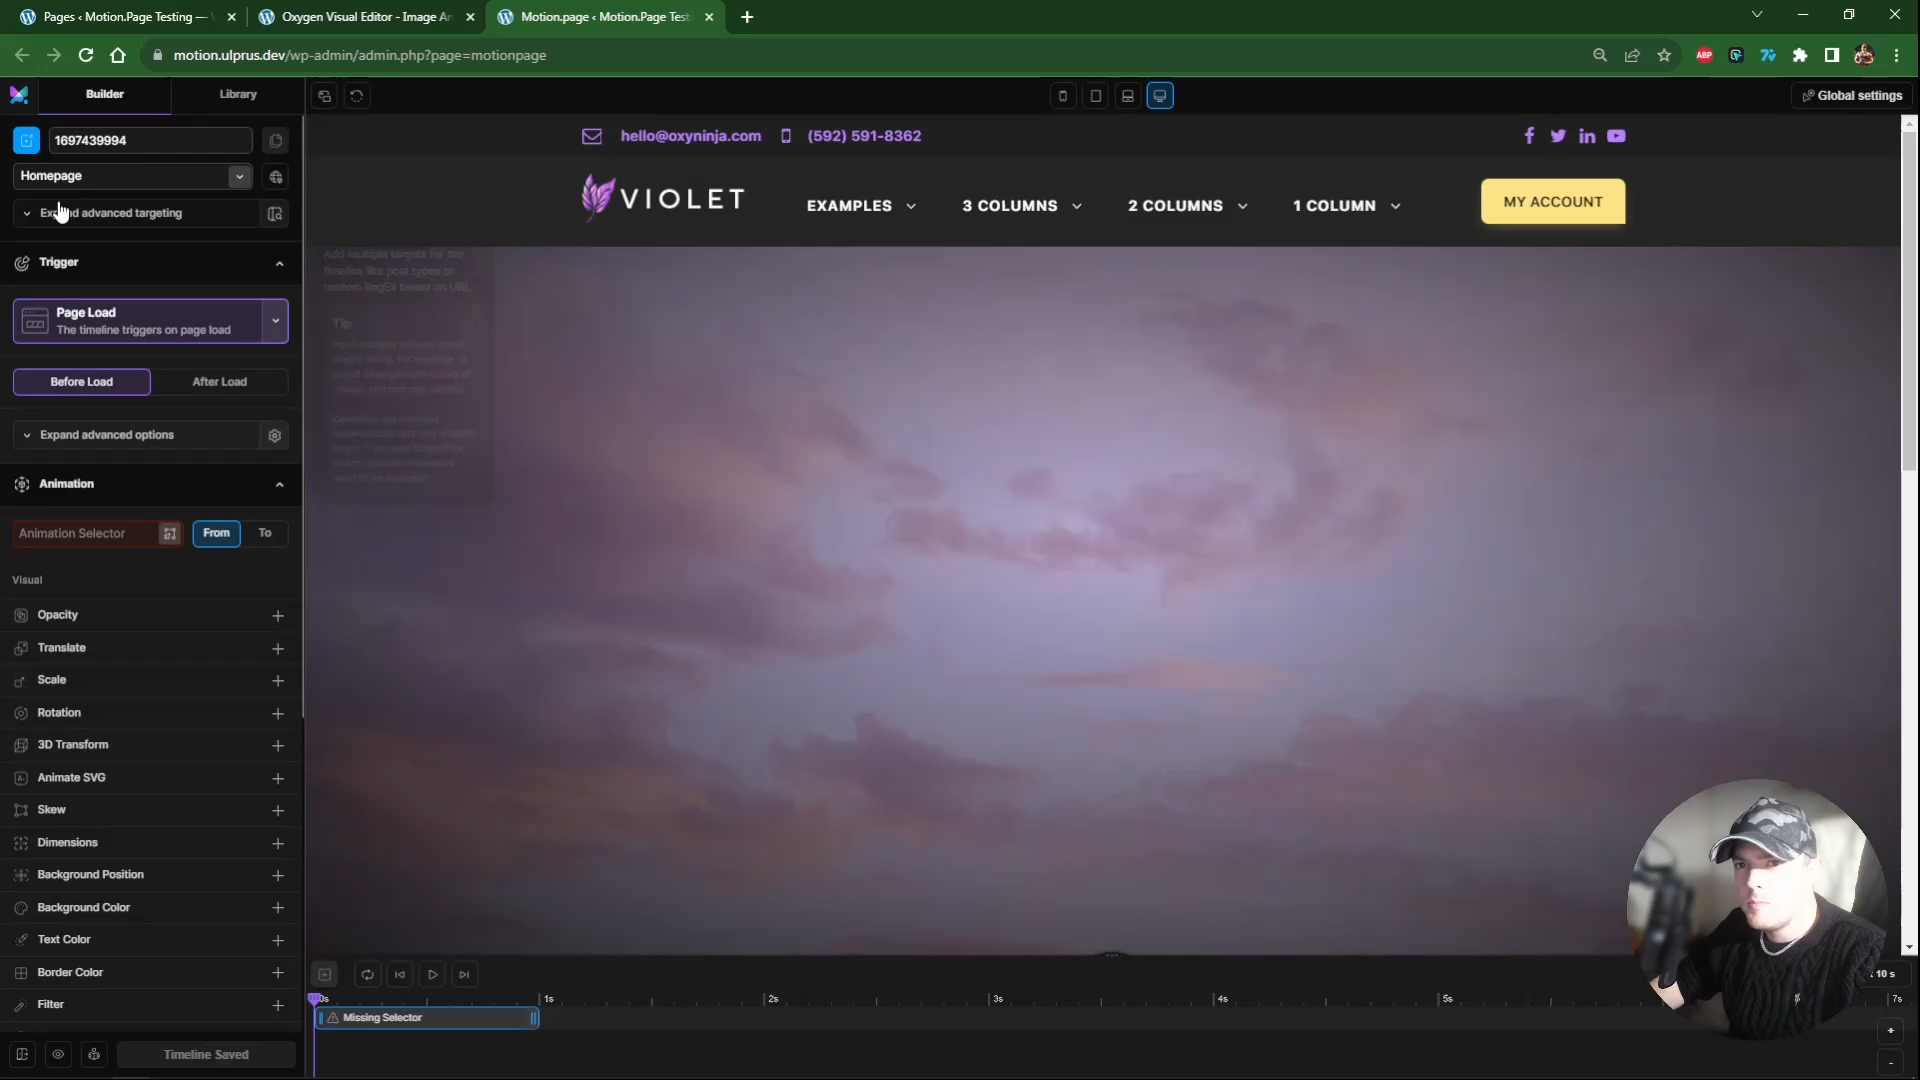 Pages ‹ Motion.Page Testing —
Oxygen Visual Editor - Image An
Motion.page ‹ Motion.Page Test
motion.ulprus.dev/wp-admin/admin.php?page=motionpage
ABP
Builder
Library
Global settings
1697439994
Homepage
Expand advanced targeting
Trigger
Page Load
The timeline triggers on page load
Before Load
After Load
Expand advanced options
Animation
Animation Selector
From
To
Visual
Opacity
Translate
Scale
Rotation
3D Transform
Animate SVG
Skew
Dimensions
Background Position
Background Color
Text Color
Border Color
Filter
Timeline Saved
hello@oxyninja.com
(592) 591-8362
VIOLET
EXAMPLES
3 COLUMNS
2 COLUMNS
1 COLUMN
MY ACCOUNT
Add multiple targets for the
timeline like post types or
custom RegEx based on URL.
Tip
10 s
0s
1s
2s
3s
4s
5s
7s
Missing Selector